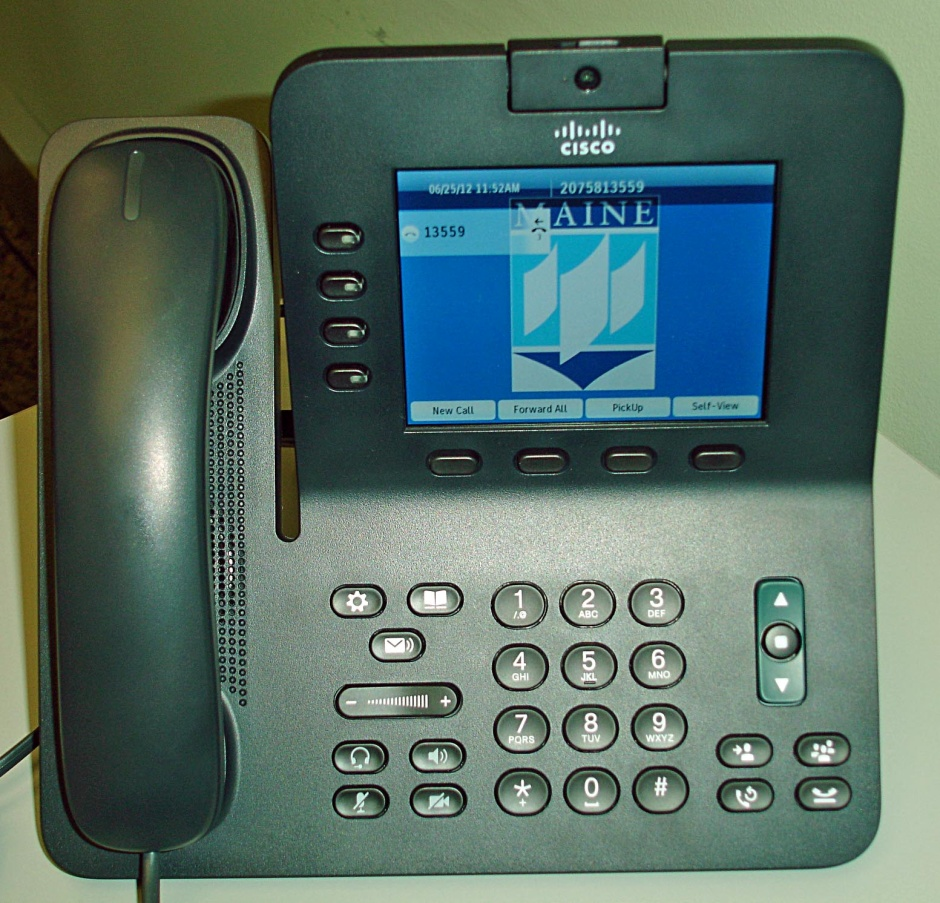 CISCO
06/25/12 11:52AM 2075813559
MAINE
13559
New Call Forward All PickUp Self-View
1 2 3
/.@ ABC DEF
4 5 6
GHI JKL MNO
- +
7 8 9
PQRS TUV WXYZ
* 0 #
+